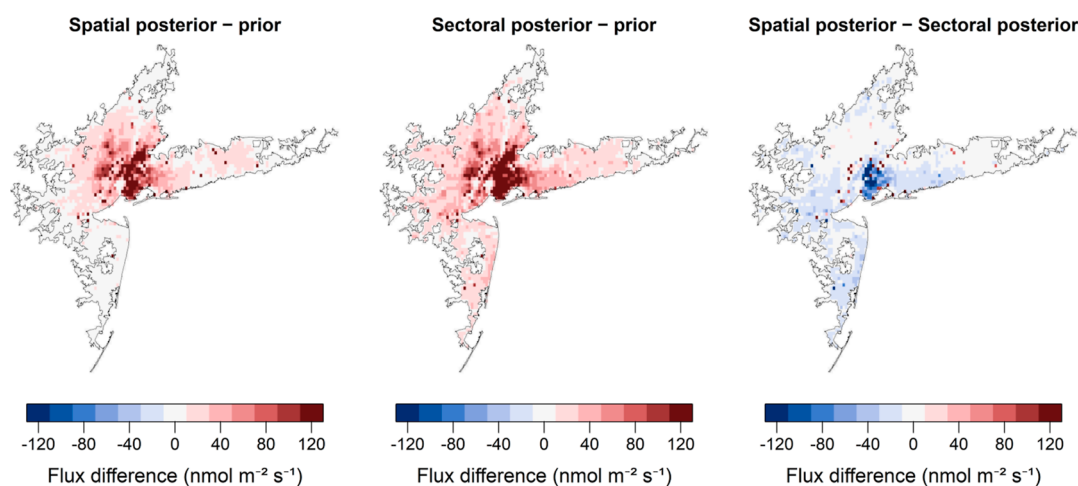 Spatial posterior – prior
Sectoral posterior – prior
Spatial posterior – Sectoral posterior
-120 -80 -40 0 40 80 120
-120 -80 -40 0 40 80 120
-120 -80 -40 0 40 80 120
Flux difference (nmol m⁻² s⁻¹)
Flux difference (nmol m⁻² s⁻¹)
Flux difference (nmol m⁻² s⁻¹)